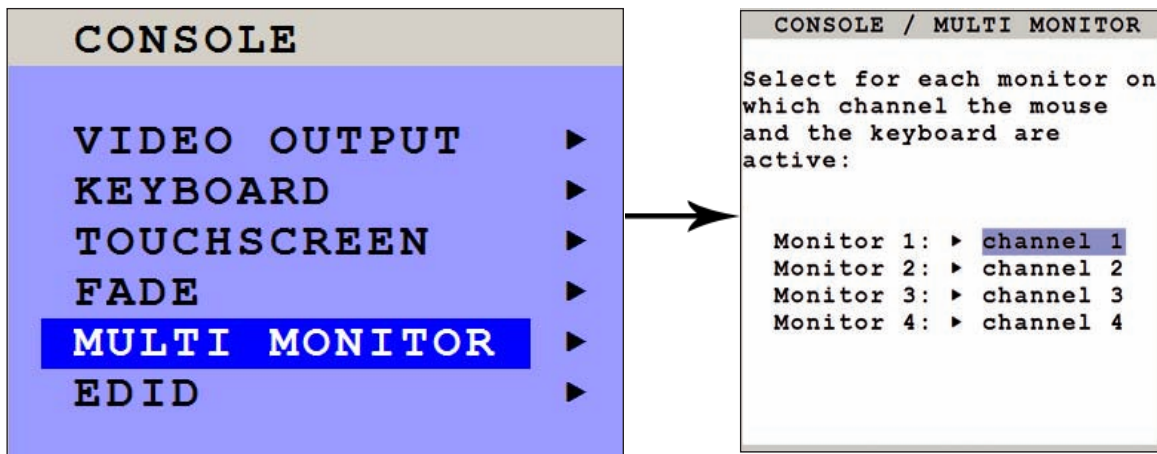 CONSOLE
VIDEO OUTPUT ►
KEYBOARD ►
TOUCHSCREEN ►
FADE ►
MULTI MONITOR ►
EDID ►
CONSOLE / MULTI MONITOR
Select for each monitor on
which channel the mouse
and the keyboard are
active:
Monitor 1: ► channel 1
Monitor 2: ► channel 2
Monitor 3: ► channel 3
Monitor 4: ► channel 4